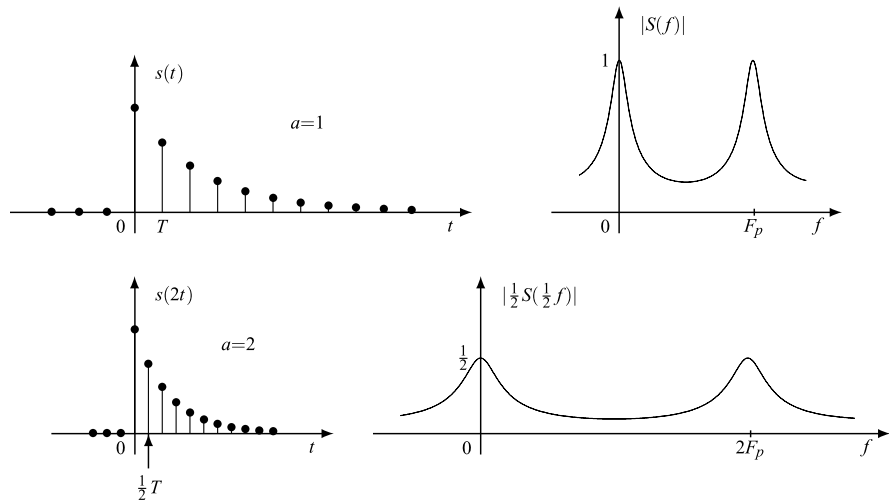 s(t)
a=1
0
T
t
|S(f)|
1
0
F_p
f
s(2t)
a=2
0
t
½T
|½S(½f)|
½
0
2F_p
f